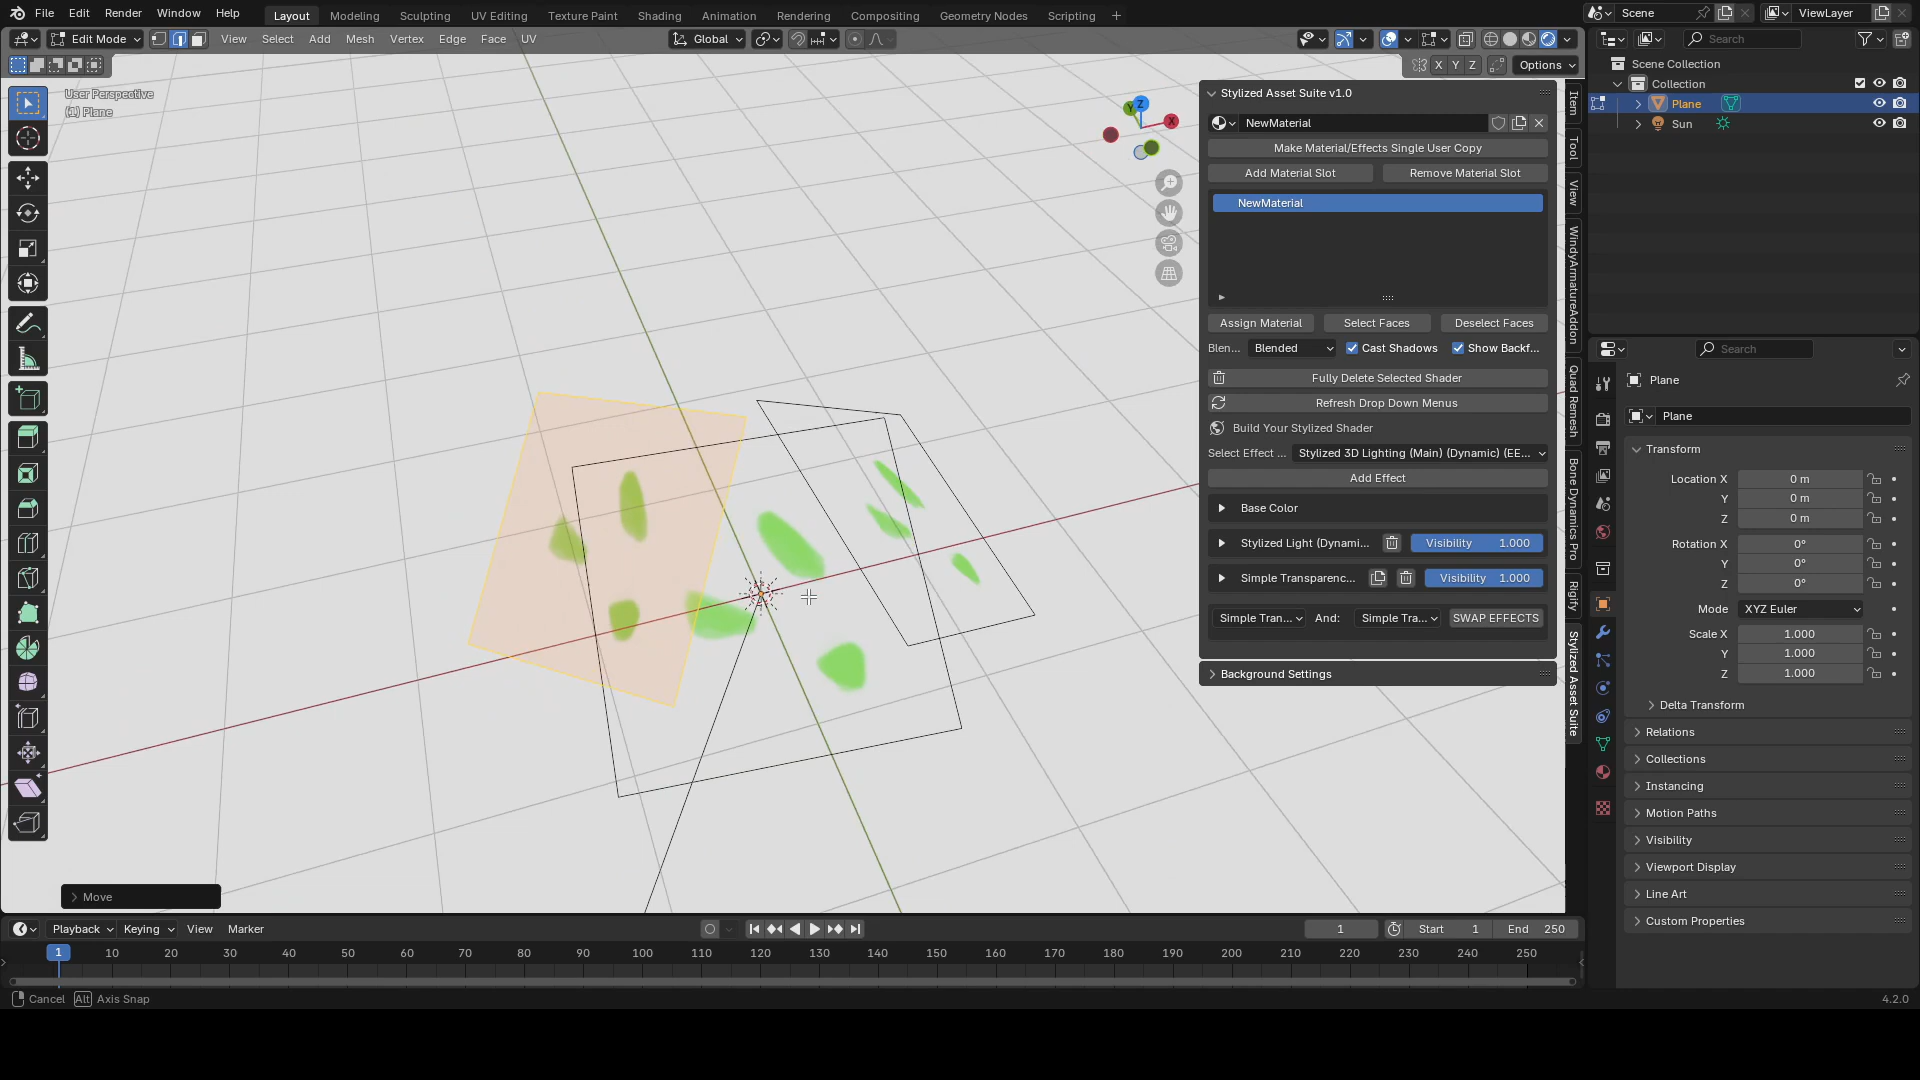 File Edit Render Window Help
Layout Modeling Sculpting UV Editing Texture Paint Shading Animation Rendering Compositing Geometry Nodes Scripting +
Scene
ViewLayer
Edit Mode View Select Add Mesh Vertex Edge Face UV
Global
Search
X Y Z Options
User Perspective
(1) Plane
Z
Y
X
Stylized Asset Suite v1.0
NewMaterial
Make Material/Effects Single User Copy
Add Material Slot Remove Material Slot
NewMaterial
Assign Material Select Faces Deselect Faces
Blen... Blended Cast Shadows Show Backf...
Fully Delete Selected Shader
Refresh Drop Down Menus
Build Your Stylized Shader
Select Effect ... Stylized 3D Lighting (Main) (Dynamic) (EE...
Add Effect
Base Color
Stylized Light (Dynami... Visibility 1.000
Simple Transparenc... Visibility 1.000
Simple Tran... And: Simple Tra... SWAP EFFECTS
Background Settings
Item
Tool
View
WindyArmatureAddon
Quad Remesh
Bone Dynamics Pro
Rigify
Stylized Asset Suite
Scene Collection
Collection
Plane
Sun
Search
Plane
Plane
Transform
Location X 0 m
Y 0 m
Z 0 m
Rotation X 0°
Y 0°
Z 0°
Mode XYZ Euler
Scale X 1.000
Y 1.000
Z 1.000
Delta Transform
Relations
Collections
Instancing
Motion Paths
Visibility
Viewport Display
Line Art
Custom Properties
Move
Playback Keying View Marker
1 Start 1 End 250
1 10 20 30 40 50 60 70 80 90 100 110 120 130 140 150 160 170 180 190 200 210 220 230 240 250
Cancel Alt Axis Snap
4.2.0